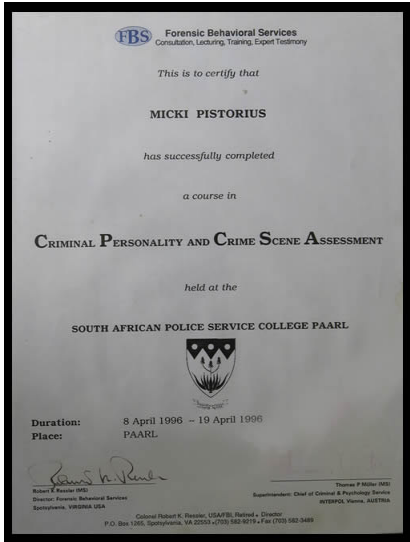 FBS
Forensic Behavioral Services
Consultation, Lecturing, Training, Expert Testimony
This is to certify that
MICKI PISTORIUS
has successfully completed
a course in
CRIMINAL PERSONALITY AND CRIME SCENE ASSESSMENT
held at the
SOUTH AFRICAN POLICE SERVICE COLLEGE PAARL
Duration: 8 April 1996 – 19 April 1996
Place: PAARL
Robert K Ressler (MS)
Director: Forensic Behavioral Services
Spotsylvania, VIRGINIA USA
Thomas P Müller (MS)
Superintendent: Chief of Criminal & Psychology Service
INTERPOL Vienna, AUSTRIA
Colonel Robert K. Ressler, USA/FBI, Retired • Director
P.O. Box 1265, Spotsylvania, VA 22553 • (703) 582-9219 • Fax (703) 582-3489